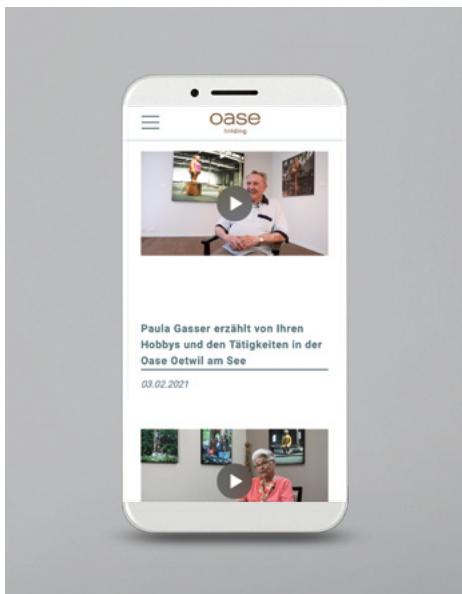 oase
holding
Paula Gasser erzählt von Ihren
Hobbys und den Tätigkeiten in der
Oase Oetwil am See
03.02.2021